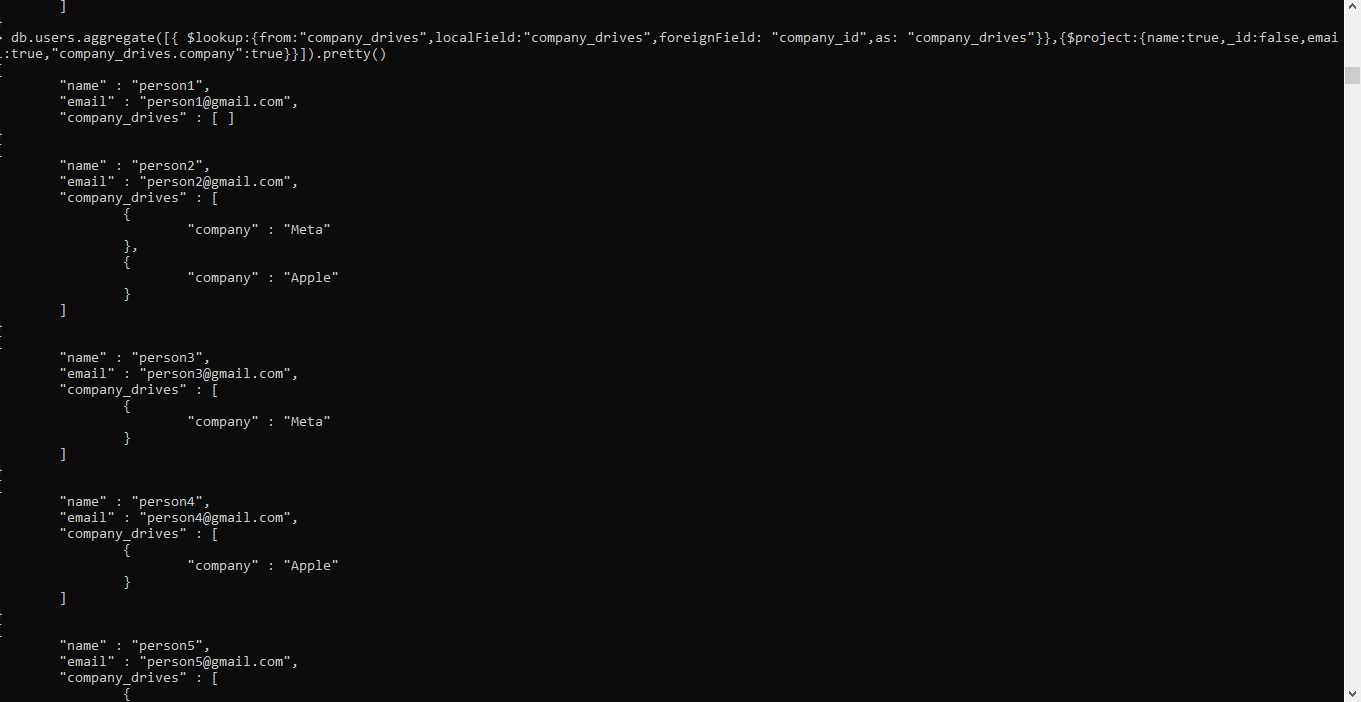 ]
> db.users.aggregate([{ $lookup:{from:"company_drives",localField:"company_drives",foreignField: "company_id",as: "company_drives"}},{$project:{name:true,_id:false,emai
l:true,"company_drives.company":true}}]).pretty()
{
"name" : "person1",
"email" : "person1@gmail.com",
"company_drives" : [ ]
}
{
"name" : "person2",
"email" : "person2@gmail.com",
"company_drives" : [
{
"company" : "Meta"
},
{
"company" : "Apple"
}
]
}
{
"name" : "person3",
"email" : "person3@gmail.com",
"company_drives" : [
{
"company" : "Meta"
}
]
}
{
"name" : "person4",
"email" : "person4@gmail.com",
"company_drives" : [
{
"company" : "Apple"
}
]
}
{
"name" : "person5",
"email" : "person5@gmail.com",
"company_drives" : [
{